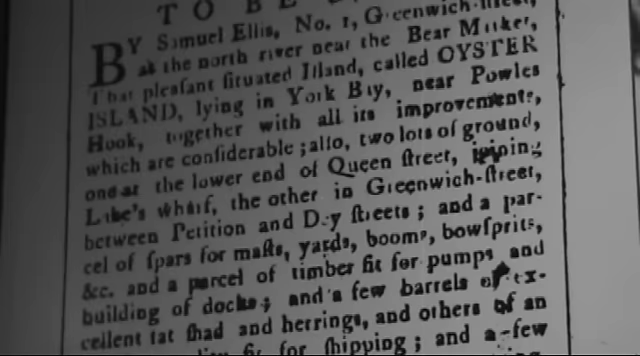 TO BE
BY Samuel Ellis, No. 1, Greenwich-street,
at the north river near the Bear Market,
That pleaſant ſituated Iſland, called OYSTER
ISLAND, lying in York Bay, near Powles
Hook, together with all its improvements,
which are conſiderable; alſo, two lots of ground,
one at the lower end of Queen ſtreet, joining
Luke's wharf, the other in Greenwich-ſtreet,
between Petition and Dey ſtreets; and a par-
cel of ſpars for maſts, yards, booms, bowſprits,
&c. and a parcel of timber fit for pumps and
building of docks; and a few barrels of ex-
cellent fat ſhad and herrings, and others of an
for ſhipping; and a few